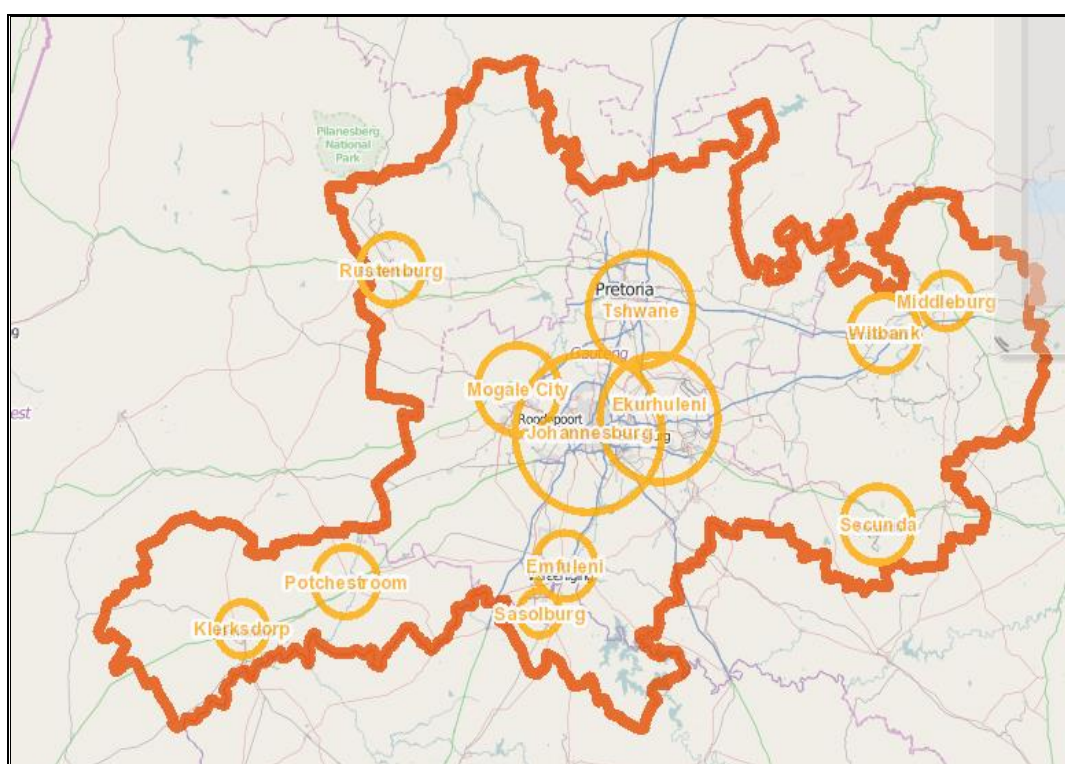 Pilanesberg
National
Park
Rustenburg
Pretoria
Tshwane
Middleburg
Witbank
Gauteng
Mogale City
Ekurhuleni
Roodepoort
Johannesburg
Secunda
Emfuleni
Potchestroom
Sasolburg
Klerksdorp